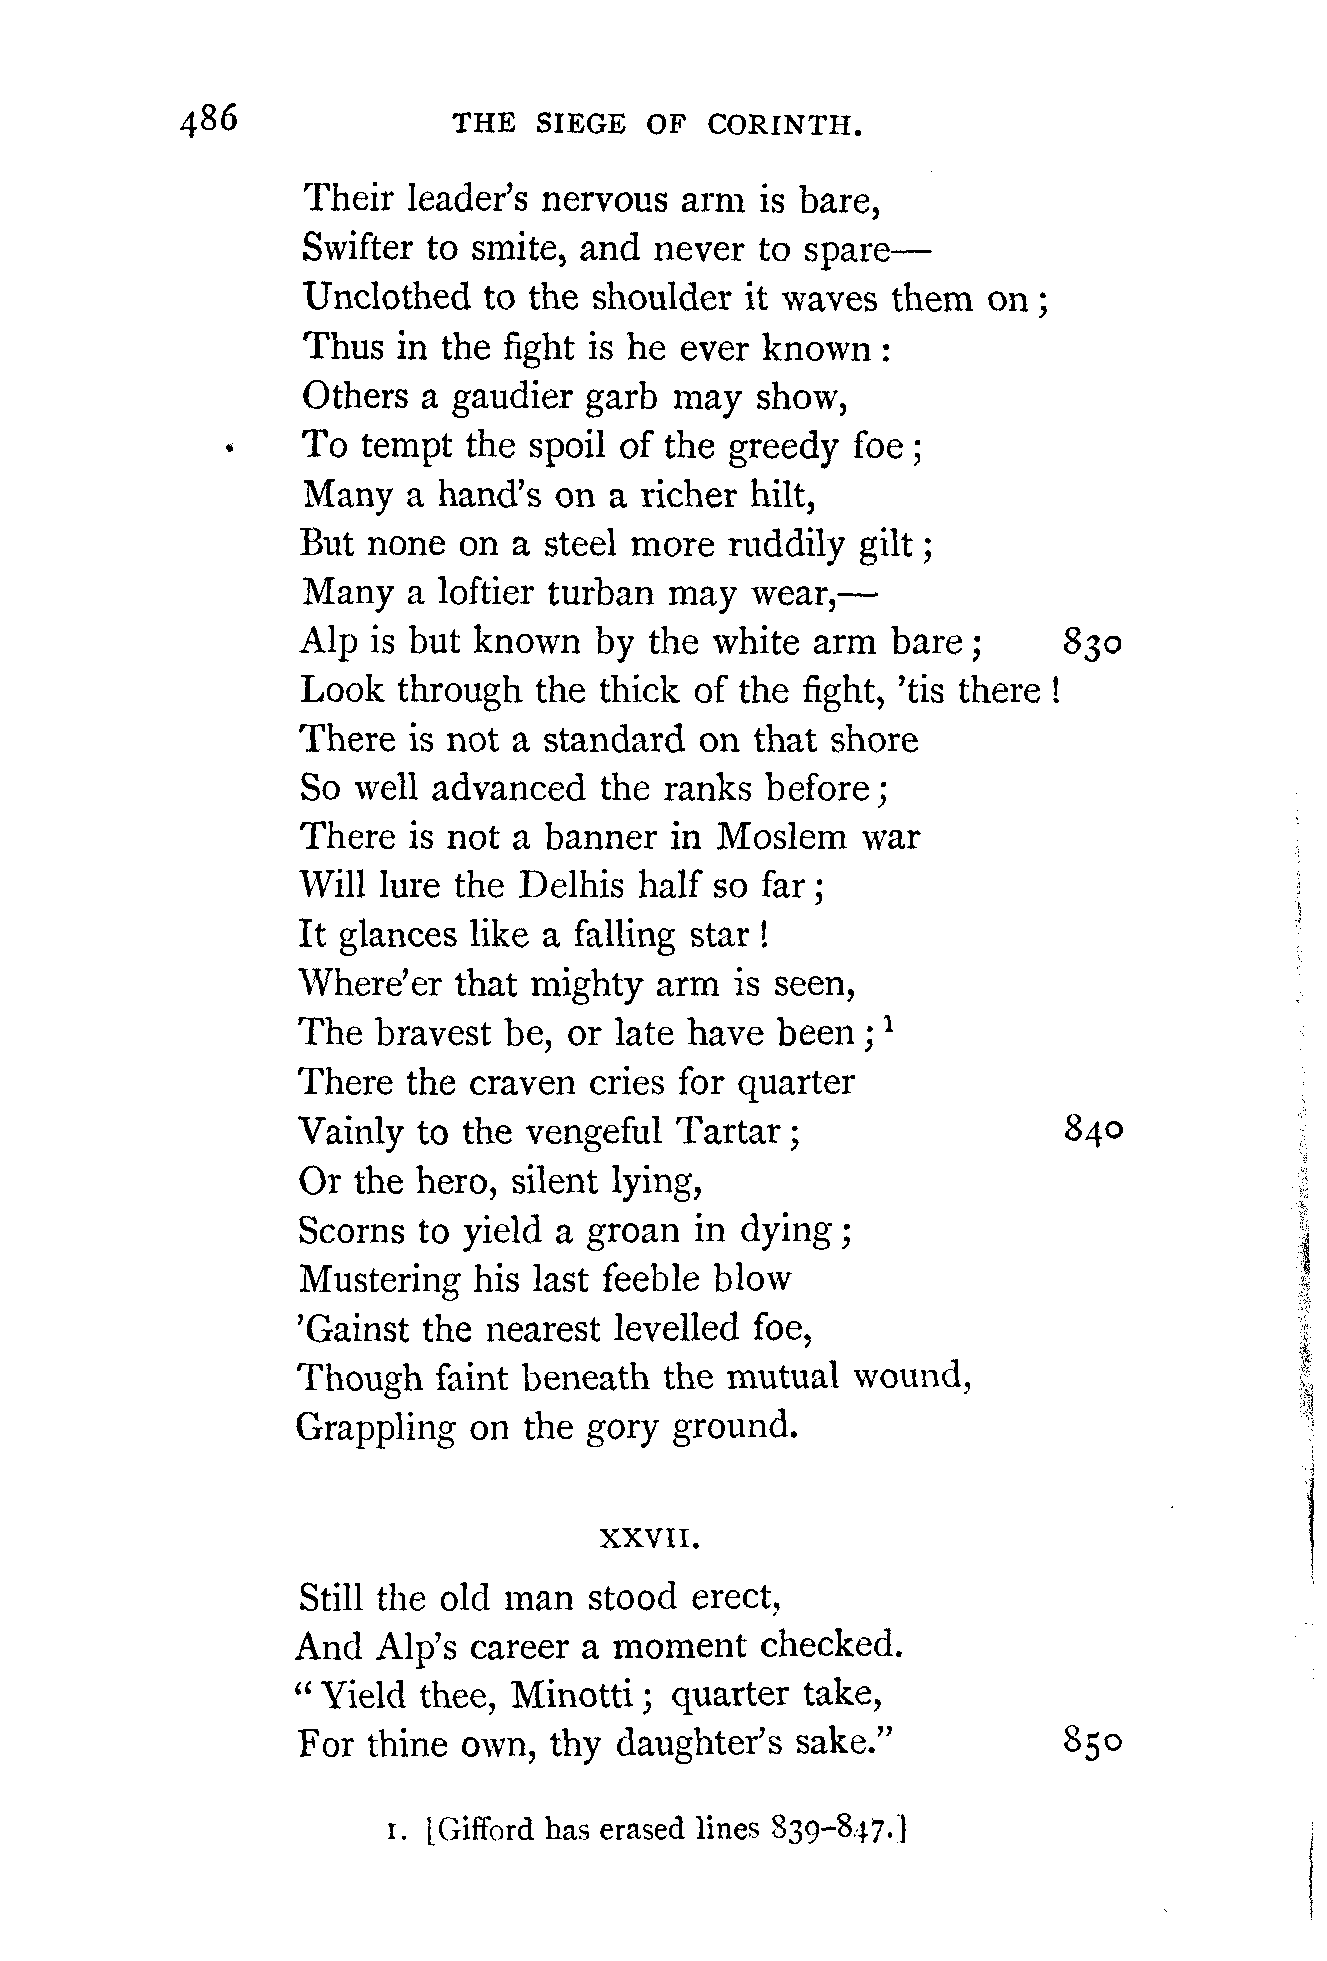 486 THE SIEGE OF CORINTH.
Their leader's nervous arm is bare,
Swifter to smite, and never to spare—
Unclothed to the shoulder it waves them on;
Thus in the fight is he ever known:
Others a gaudier garb may show,
To tempt the spoil of the greedy foe;
Many a hand's on a richer hilt,
But none on a steel more ruddily gilt;
Many a loftier turban may wear,—
Alp is but known by the white arm bare; 830
Look through the thick of the fight, 'tis there!
There is not a standard on that shore
So well advanced the ranks before;
There is not a banner in Moslem war
Will lure the Delhis half so far;
It glances like a falling star!
Where'er that mighty arm is seen,
The bravest be, or late have been;¹
There the craven cries for quarter
Vainly to the vengeful Tartar; 840
Or the hero, silent lying,
Scorns to yield a groan in dying;
Mustering his last feeble blow
'Gainst the nearest levelled foe,
Though faint beneath the mutual wound,
Grappling on the gory ground.
XXVII.
Still the old man stood erect,
And Alp's career a moment checked.
"Yield thee, Minotti; quarter take,
For thine own, thy daughter's sake." 850
1. [Gifford has erased lines 839–847.]